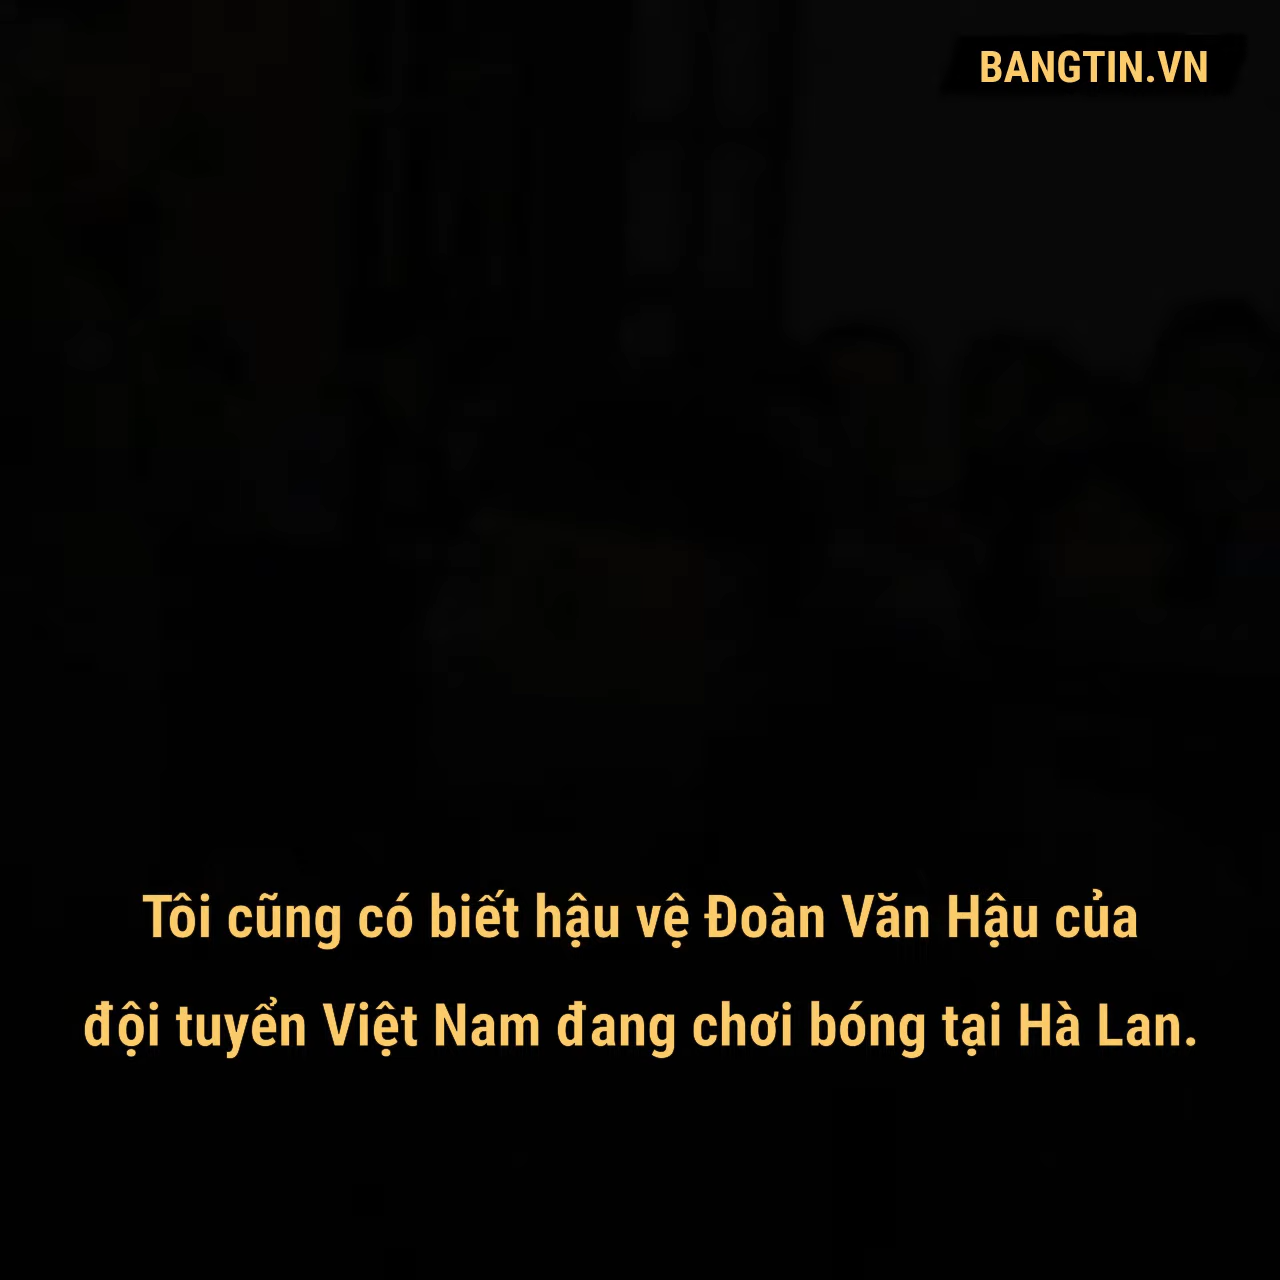 BANGTIN.VN
Tôi cũng có biết hậu vệ Đoàn Văn Hậu của
đội tuyển Việt Nam đang chơi bóng tại Hà Lan.